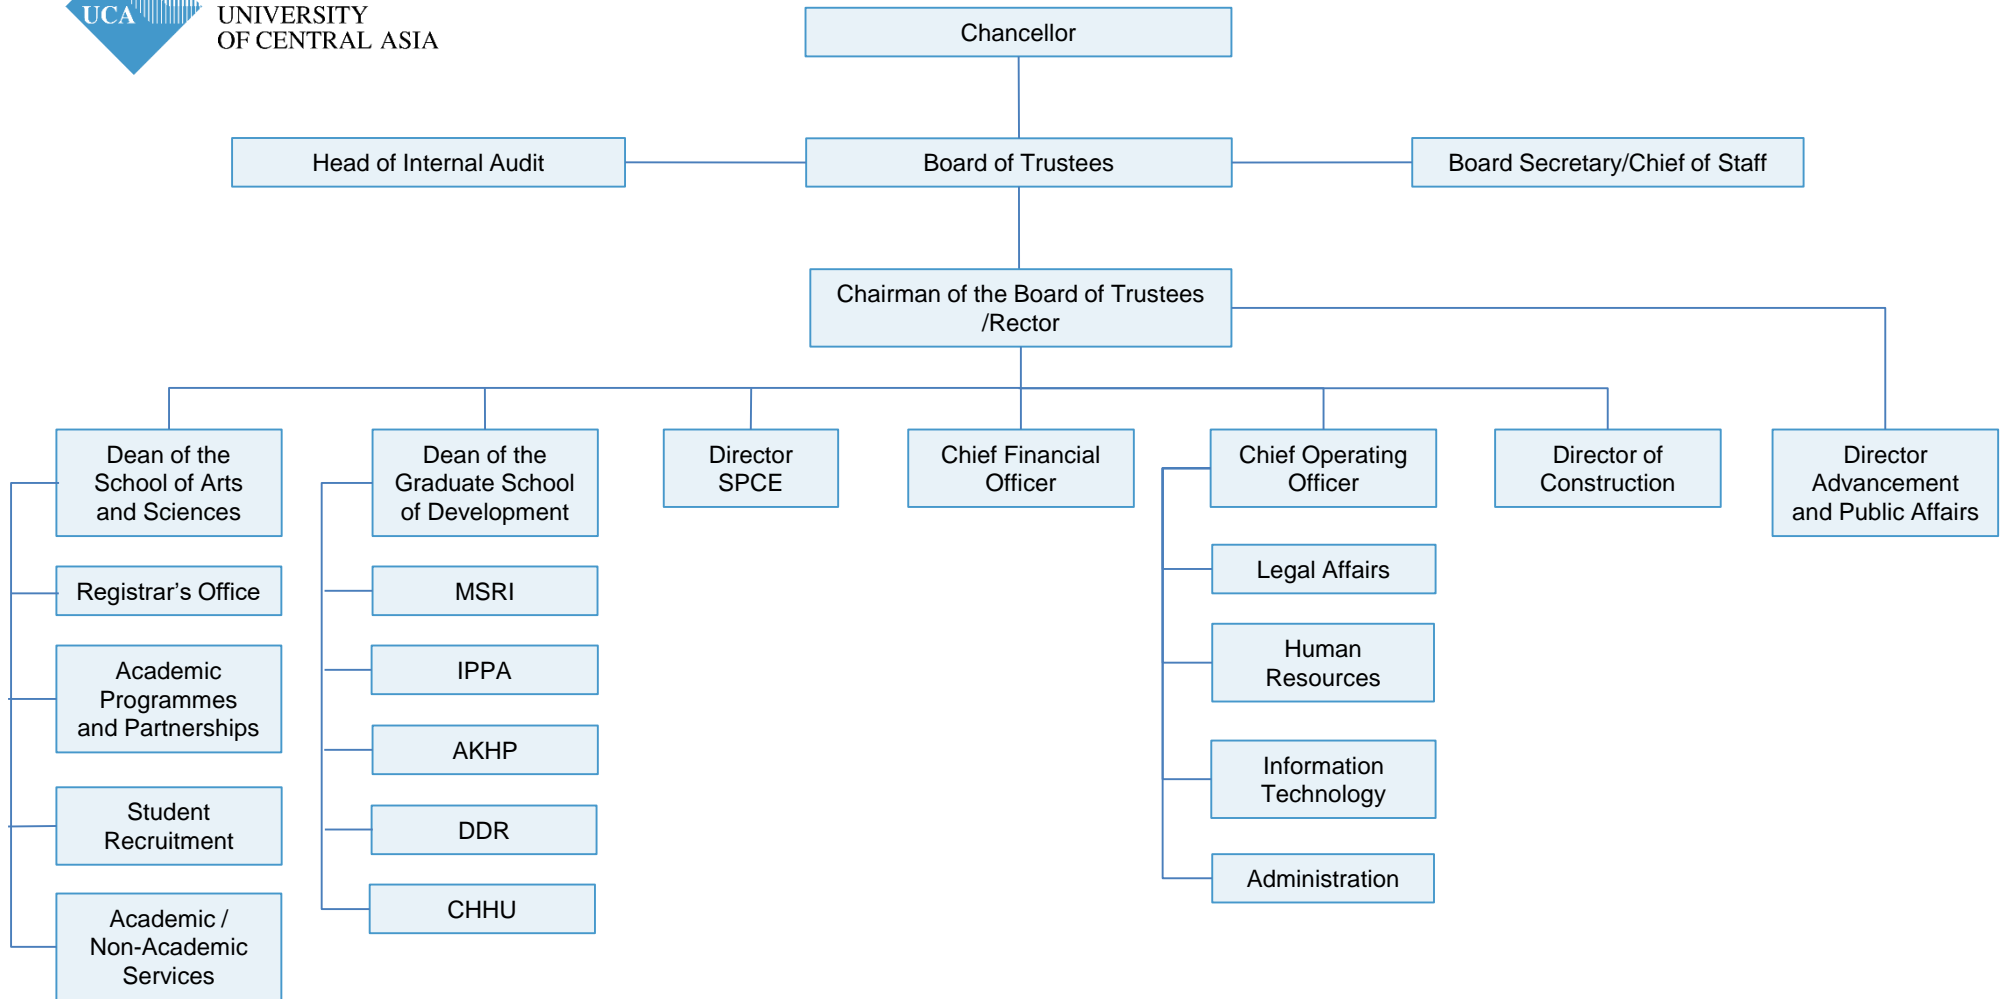 UCA
UNIVERSITY
OF CENTRAL ASIA
Chancellor
Head of Internal Audit
Board of Trustees
Board Secretary/Chief of Staff
Chairman of the Board of Trustees
/Rector
Dean of the
School of Arts
and Sciences
Dean of the
Graduate School
of Development
Director
SPCE
Chief Financial
Officer
Chief Operating
Officer
Director of
Construction
Director
Advancement
and Public Affairs
Registrar’s Office
Academic
Programmes
and Partnerships
Student
Recruitment
Academic /
Non-Academic
Services
MSRI
IPPA
AKHP
DDR
CHHU
Legal Affairs
Human
Resources
Information
Technology
Administration